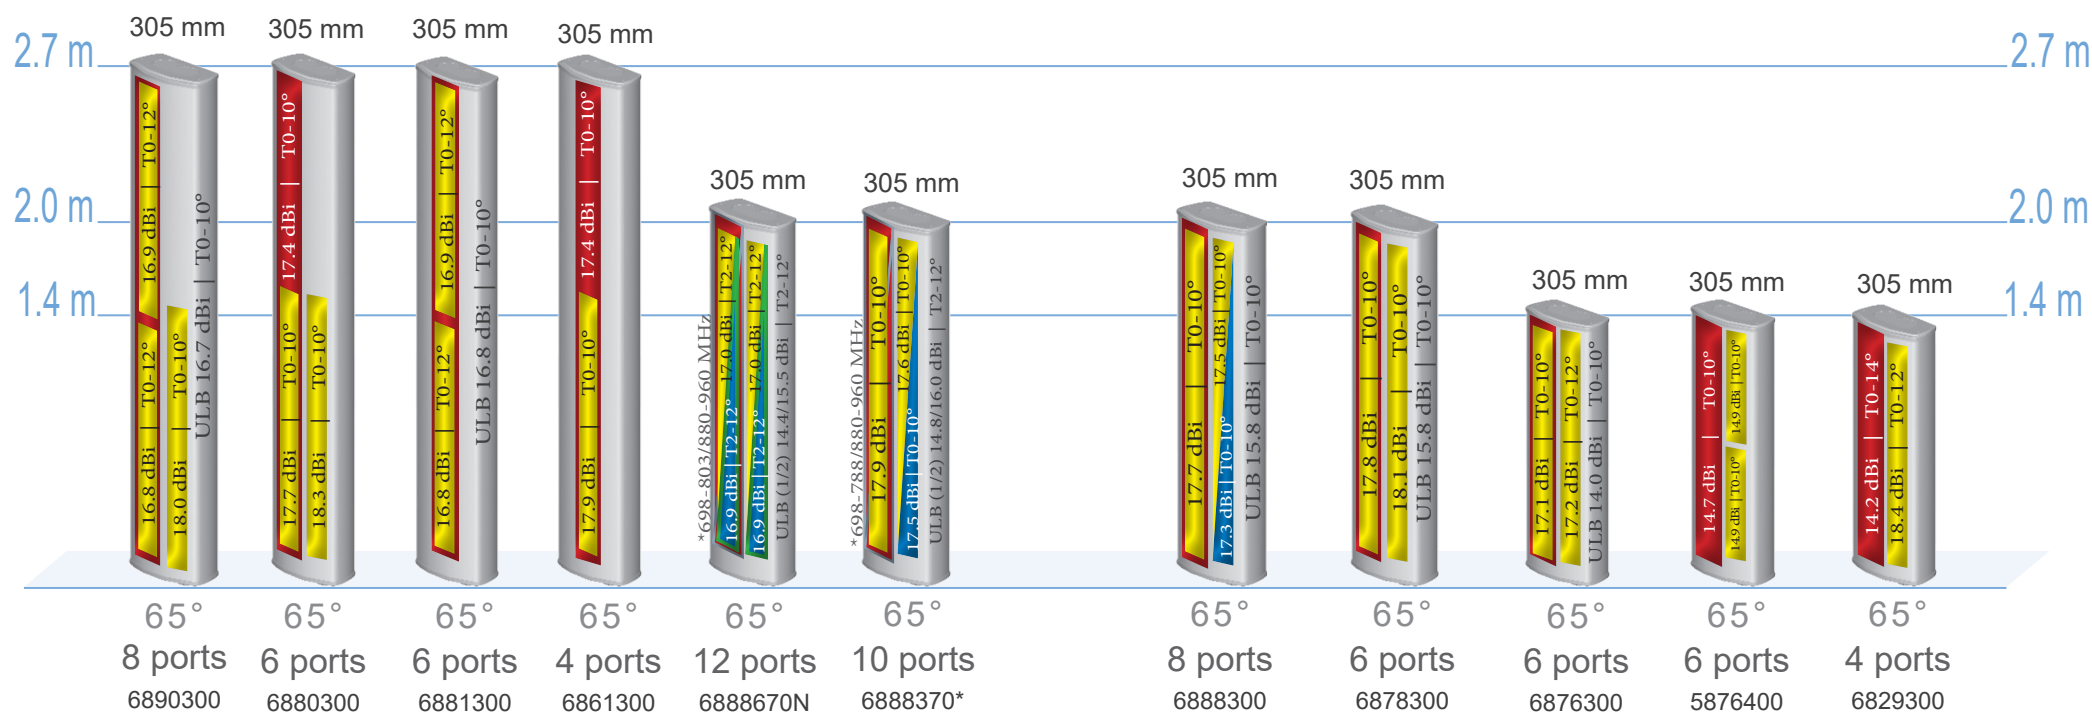 305 mm
305 mm
305 mm
305 mm
2.7 m
2.7 m
305 mm
305 mm
305 mm
305 mm
2.0 m
2.0 m
305 mm
305 mm
305 mm
1.4 m
1.4 m
16.9 dBi | T0-12°
16.8 dBi | T0-12°
18.0 dBi | T0-10°
ULB 16.7 dBi | T0-10°
17.4 dBi | T0-10°
17.7 dBi | T0-10°
18.3 dBi | T0-10°
16.9 dBi | T0-12°
16.8 dBi | T0-12°
ULB 16.8 dBi | T0-10°
17.4 dBi | T0-10°
17.9 dBi | T0-10°
*698-803/880-960 MHz
17.0 dBi | T2-12°
16.9 dBi | T2-12°
17.0 dBi | T2-12°
16.9 dBi | T2-12°
ULB (1/2) 14.4/15.5 dBi | T2-12°
*698-788/880-960 MHz
17.9 dBi | T0-10°
17.6 dBi | T0-10°
17.5 dBi | T0-10°
ULB (1/2) 14.8/16.0 dBi | T2-12°
17.7 dBi | T0-10°
17.5 dBi | T0-10°
17.3 dBi | T0-10°
ULB 15.8 dBi | T0-10°
17.8 dBi | T0-10°
18.1 dBi | T0-10°
ULB 15.8 dBi | T0-10°
17.1 dBi | T0-10°
17.2 dBi | T0-12°
ULB 14.0 dBi | T0-10°
14.7 dBi | T0-10°
14.9 dBi | T0-10°
14.9 dBi | T0-10°
14.2 dBi | T0-14°
18.4 dBi | T0-12°
65° 65° 65° 65° 65° 65° 65° 65° 65° 65° 65°
8 ports 6 ports 6 ports 4 ports 12 ports 10 ports 8 ports 6 ports 6 ports 6 ports 4 ports
6890300 6880300 6881300 6861300 6888670N 6888370* 6888300 6878300 6876300 5876400 6829300